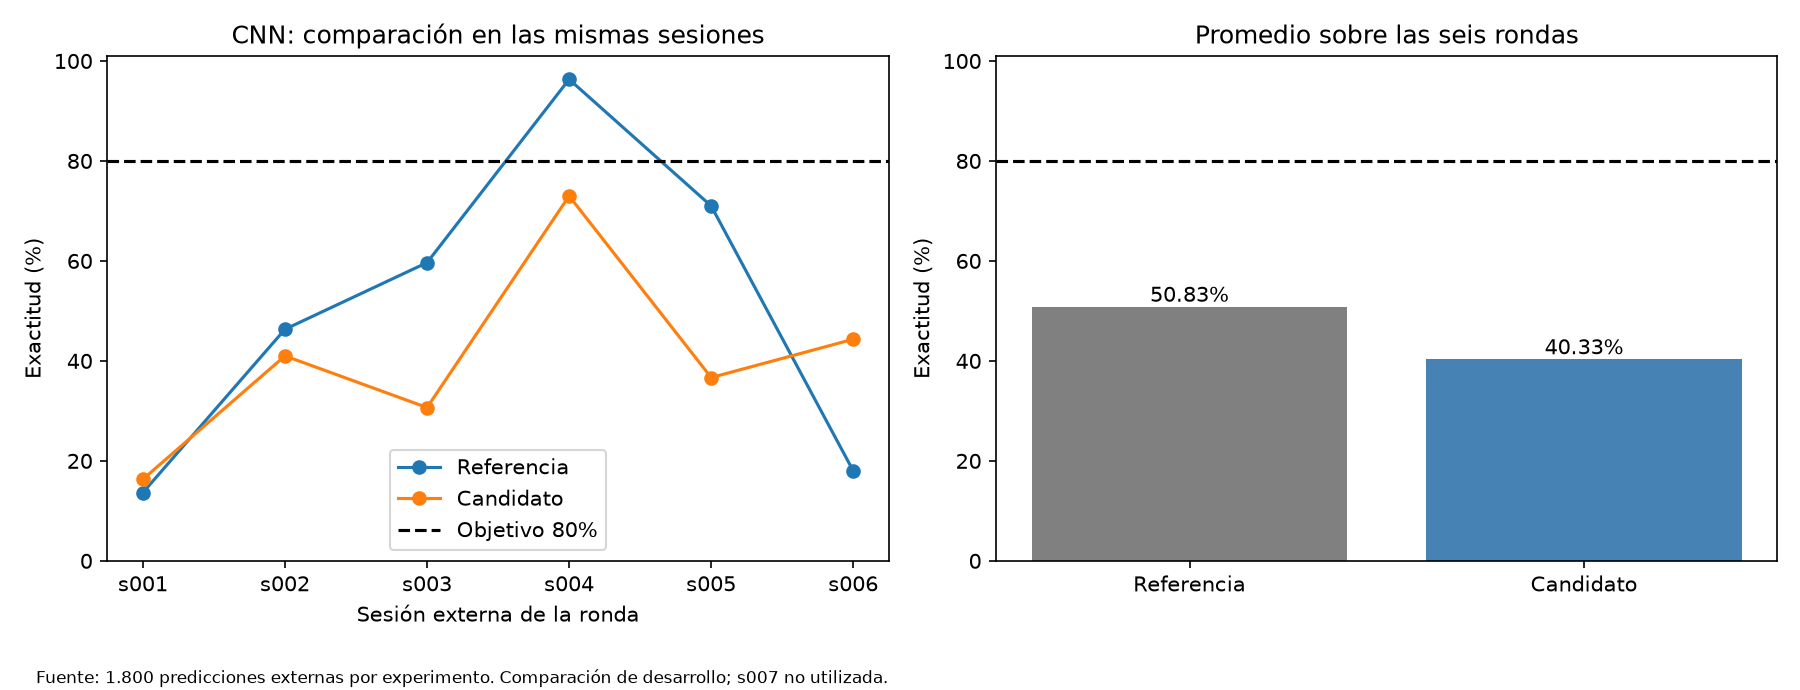 CNN: comparación en las mismas sesiones
100
80
60
40
20
0
Exactitud (%)
Referencia
Candidato
Objetivo 80%
s001 s002 s003 s004 s005 s006
Sesión externa de la ronda
Promedio sobre las seis rondas
100
80
60
40
20
0
Exactitud (%)
50.83%
40.33%
Referencia Candidato
Fuente: 1.800 predicciones externas por experimento. Comparación de desarrollo; s007 no utilizada.